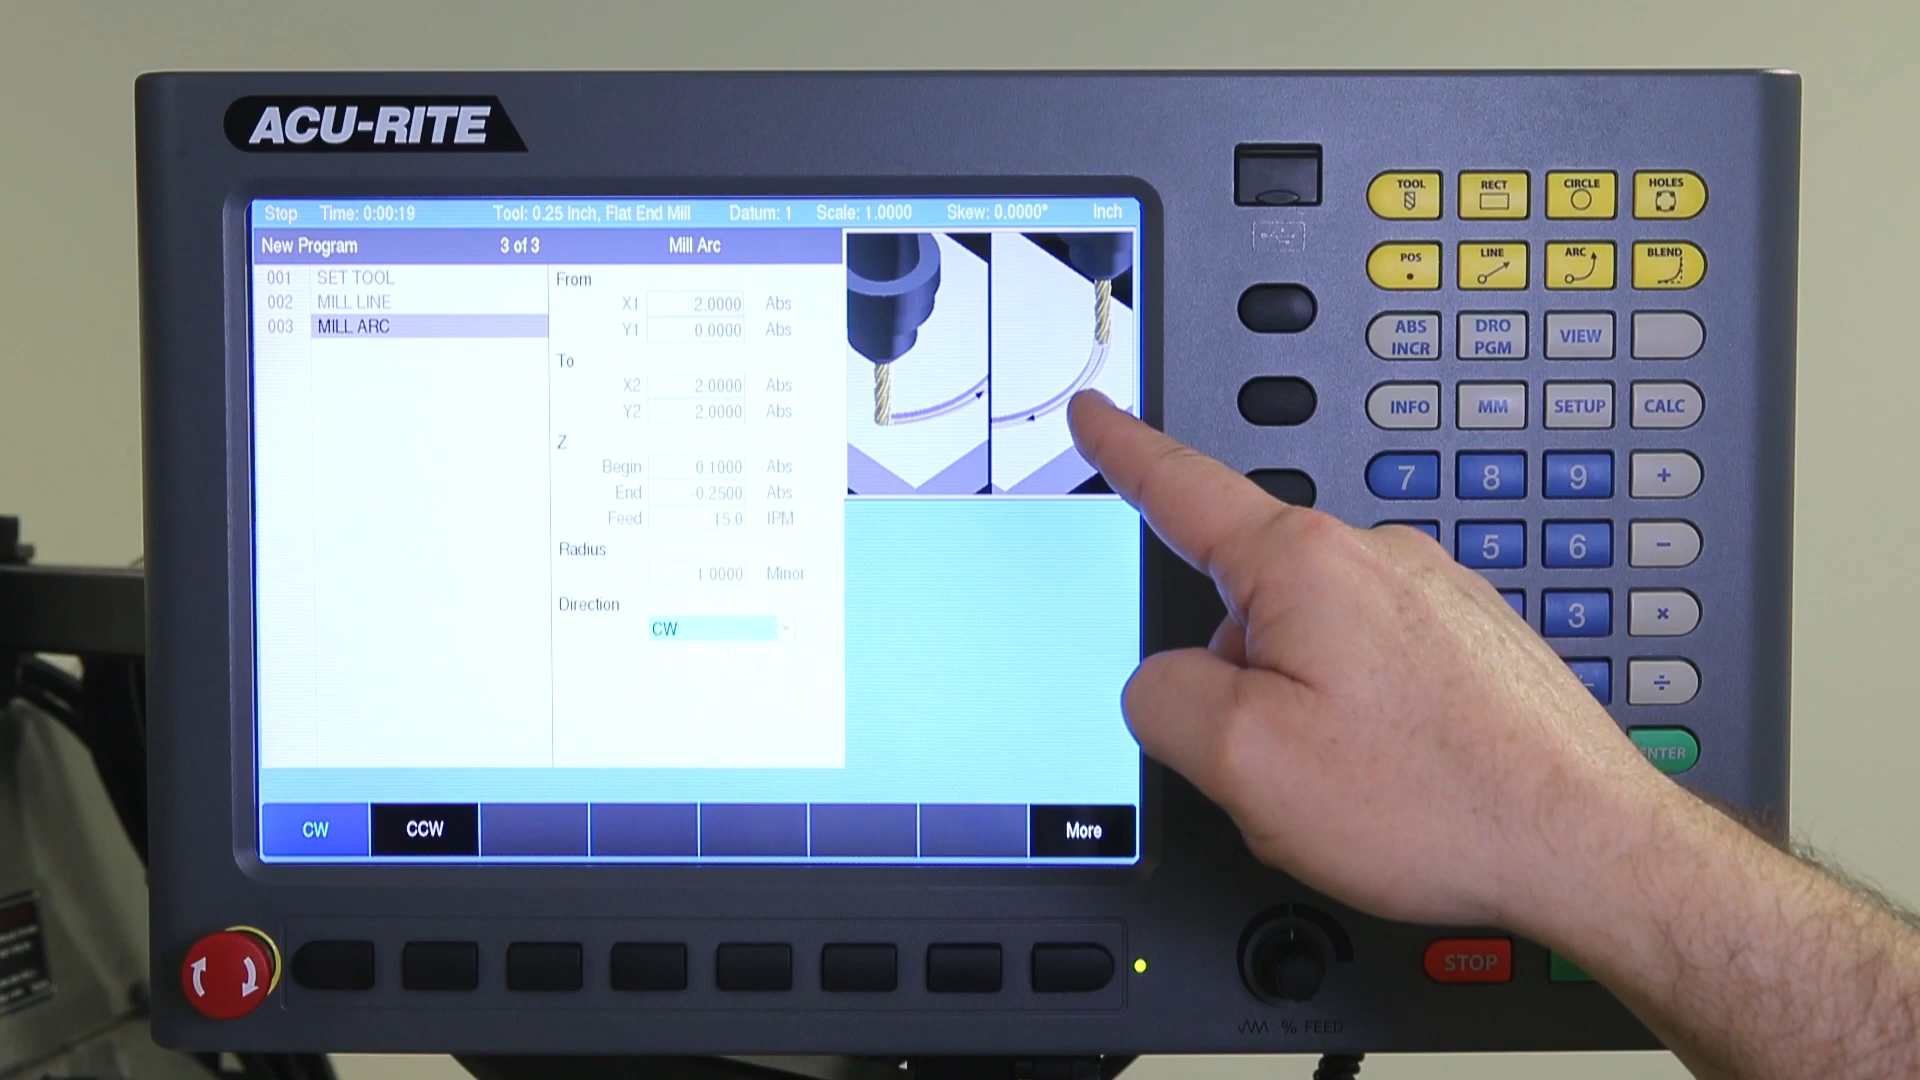 ACU-RITE
Stop Time: 0:00:19 Tool: 0.25 Inch, Flat End Mill Datum: 1 Scale: 1.0000 Skew: 0.0000° Inch
New Program 3 of 3 Mill Arc
001 SET TOOL
002 MILL LINE
003 MILL ARC
From
X1 2.0000 Abs
Y1 0.0000 Abs
To
X2 2.0000 Abs
Y2 2.0000 Abs
Z
Begin 0.1000 Abs
End -0.2500 Abs
Feed 15.0 IPM
Radius
1.0000 Minor
Direction
CW
CW CCW More
TOOL RECT CIRCLE HOLES
POS LINE ARC BLEND
ABS INCR DRO PGM VIEW
INFO MM SETUP CALC
7 8 9 +
5 6 −
3 ×
÷
STOP
% FEED